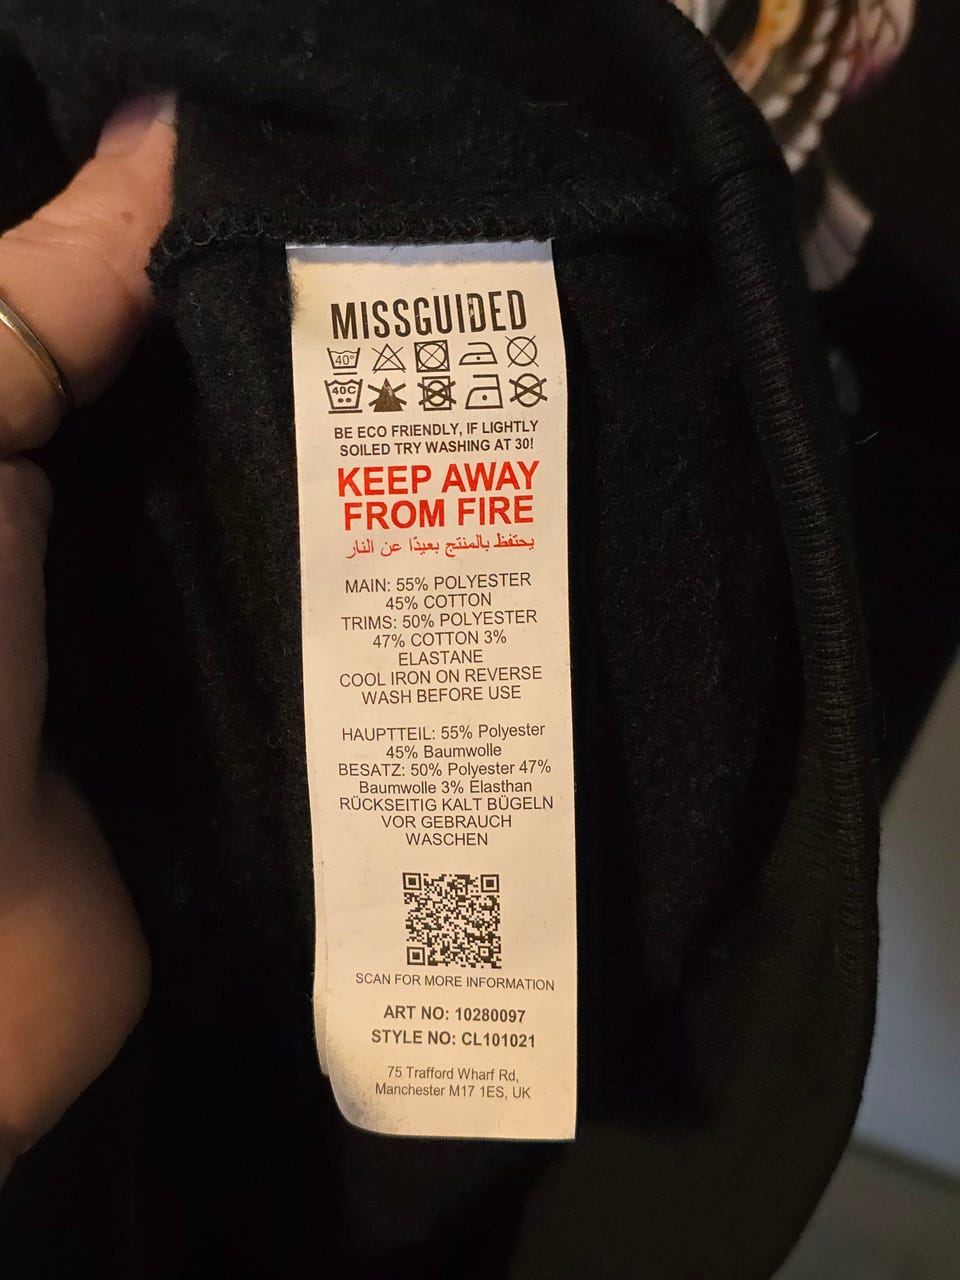 MISSGUIDED
40°
40C
BE ECO FRIENDLY, IF LIGHTLY
SOILED TRY WASHING AT 30!
KEEP AWAY
FROM FIRE
يحتفظ بالمنتج بعيدًا عن النار
MAIN: 55% POLYESTER
45% COTTON
TRIMS: 50% POLYESTER
47% COTTON 3%
ELASTANE
COOL IRON ON REVERSE
WASH BEFORE USE
HAUPTTEIL: 55% Polyester
45% Baumwolle
BESATZ: 50% Polyester 47%
Baumwolle 3% Elasthan
RÜCKSEITIG KALT BÜGELN
VOR GEBRAUCH
WASCHEN
SCAN FOR MORE INFORMATION
ART NO: 10280097
STYLE NO: CL101021
75 Trafford Wharf Rd,
Manchester M17 1ES, UK